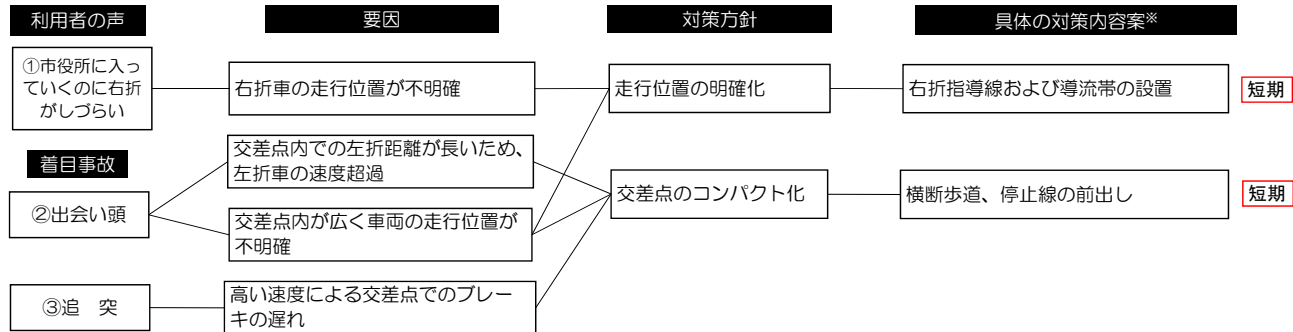 利用者の声
要因
対策方針
具体の対策内容案※
①市役所に入っ
ていくのに右折
がしづらい
右折車の走行位置が不明確
走行位置の明確化
右折指導線および導流帯の設置
短期
着目事故
交差点内での左折距離が長いため、
左折車の速度超過
②出会い頭
交差点内が広く車両の走行位置が
不明確
交差点のコンパクト化
横断歩道、停止線の前出し
短期
③追　突
高い速度による交差点でのブレー
キの遅れ